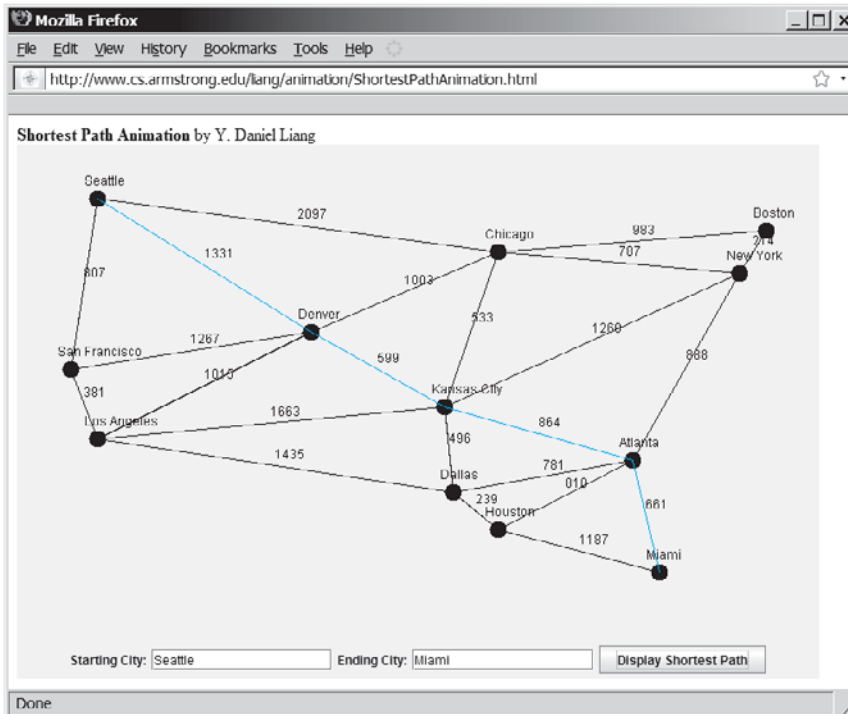 Mozilla Firefox
File Edit View History Bookmarks Tools Help
http://www.cs.armstrong.edu/liang/animation/ShortestPathAnimation.html
Shortest Path Animation by Y. Daniel Liang
Seattle
2097
Boston
Chicago
983
214
1331
707
New York
807
1003
Denver
533
1260
San Francisco
1267
599
888
1015
381
Kansas City
Los Angeles
1663
864
496
Atlanta
1435
781
Dallas
239
010
661
Houston
1187
Miami
Starting City: Seattle Ending City: Miami Display Shortest Path
Done